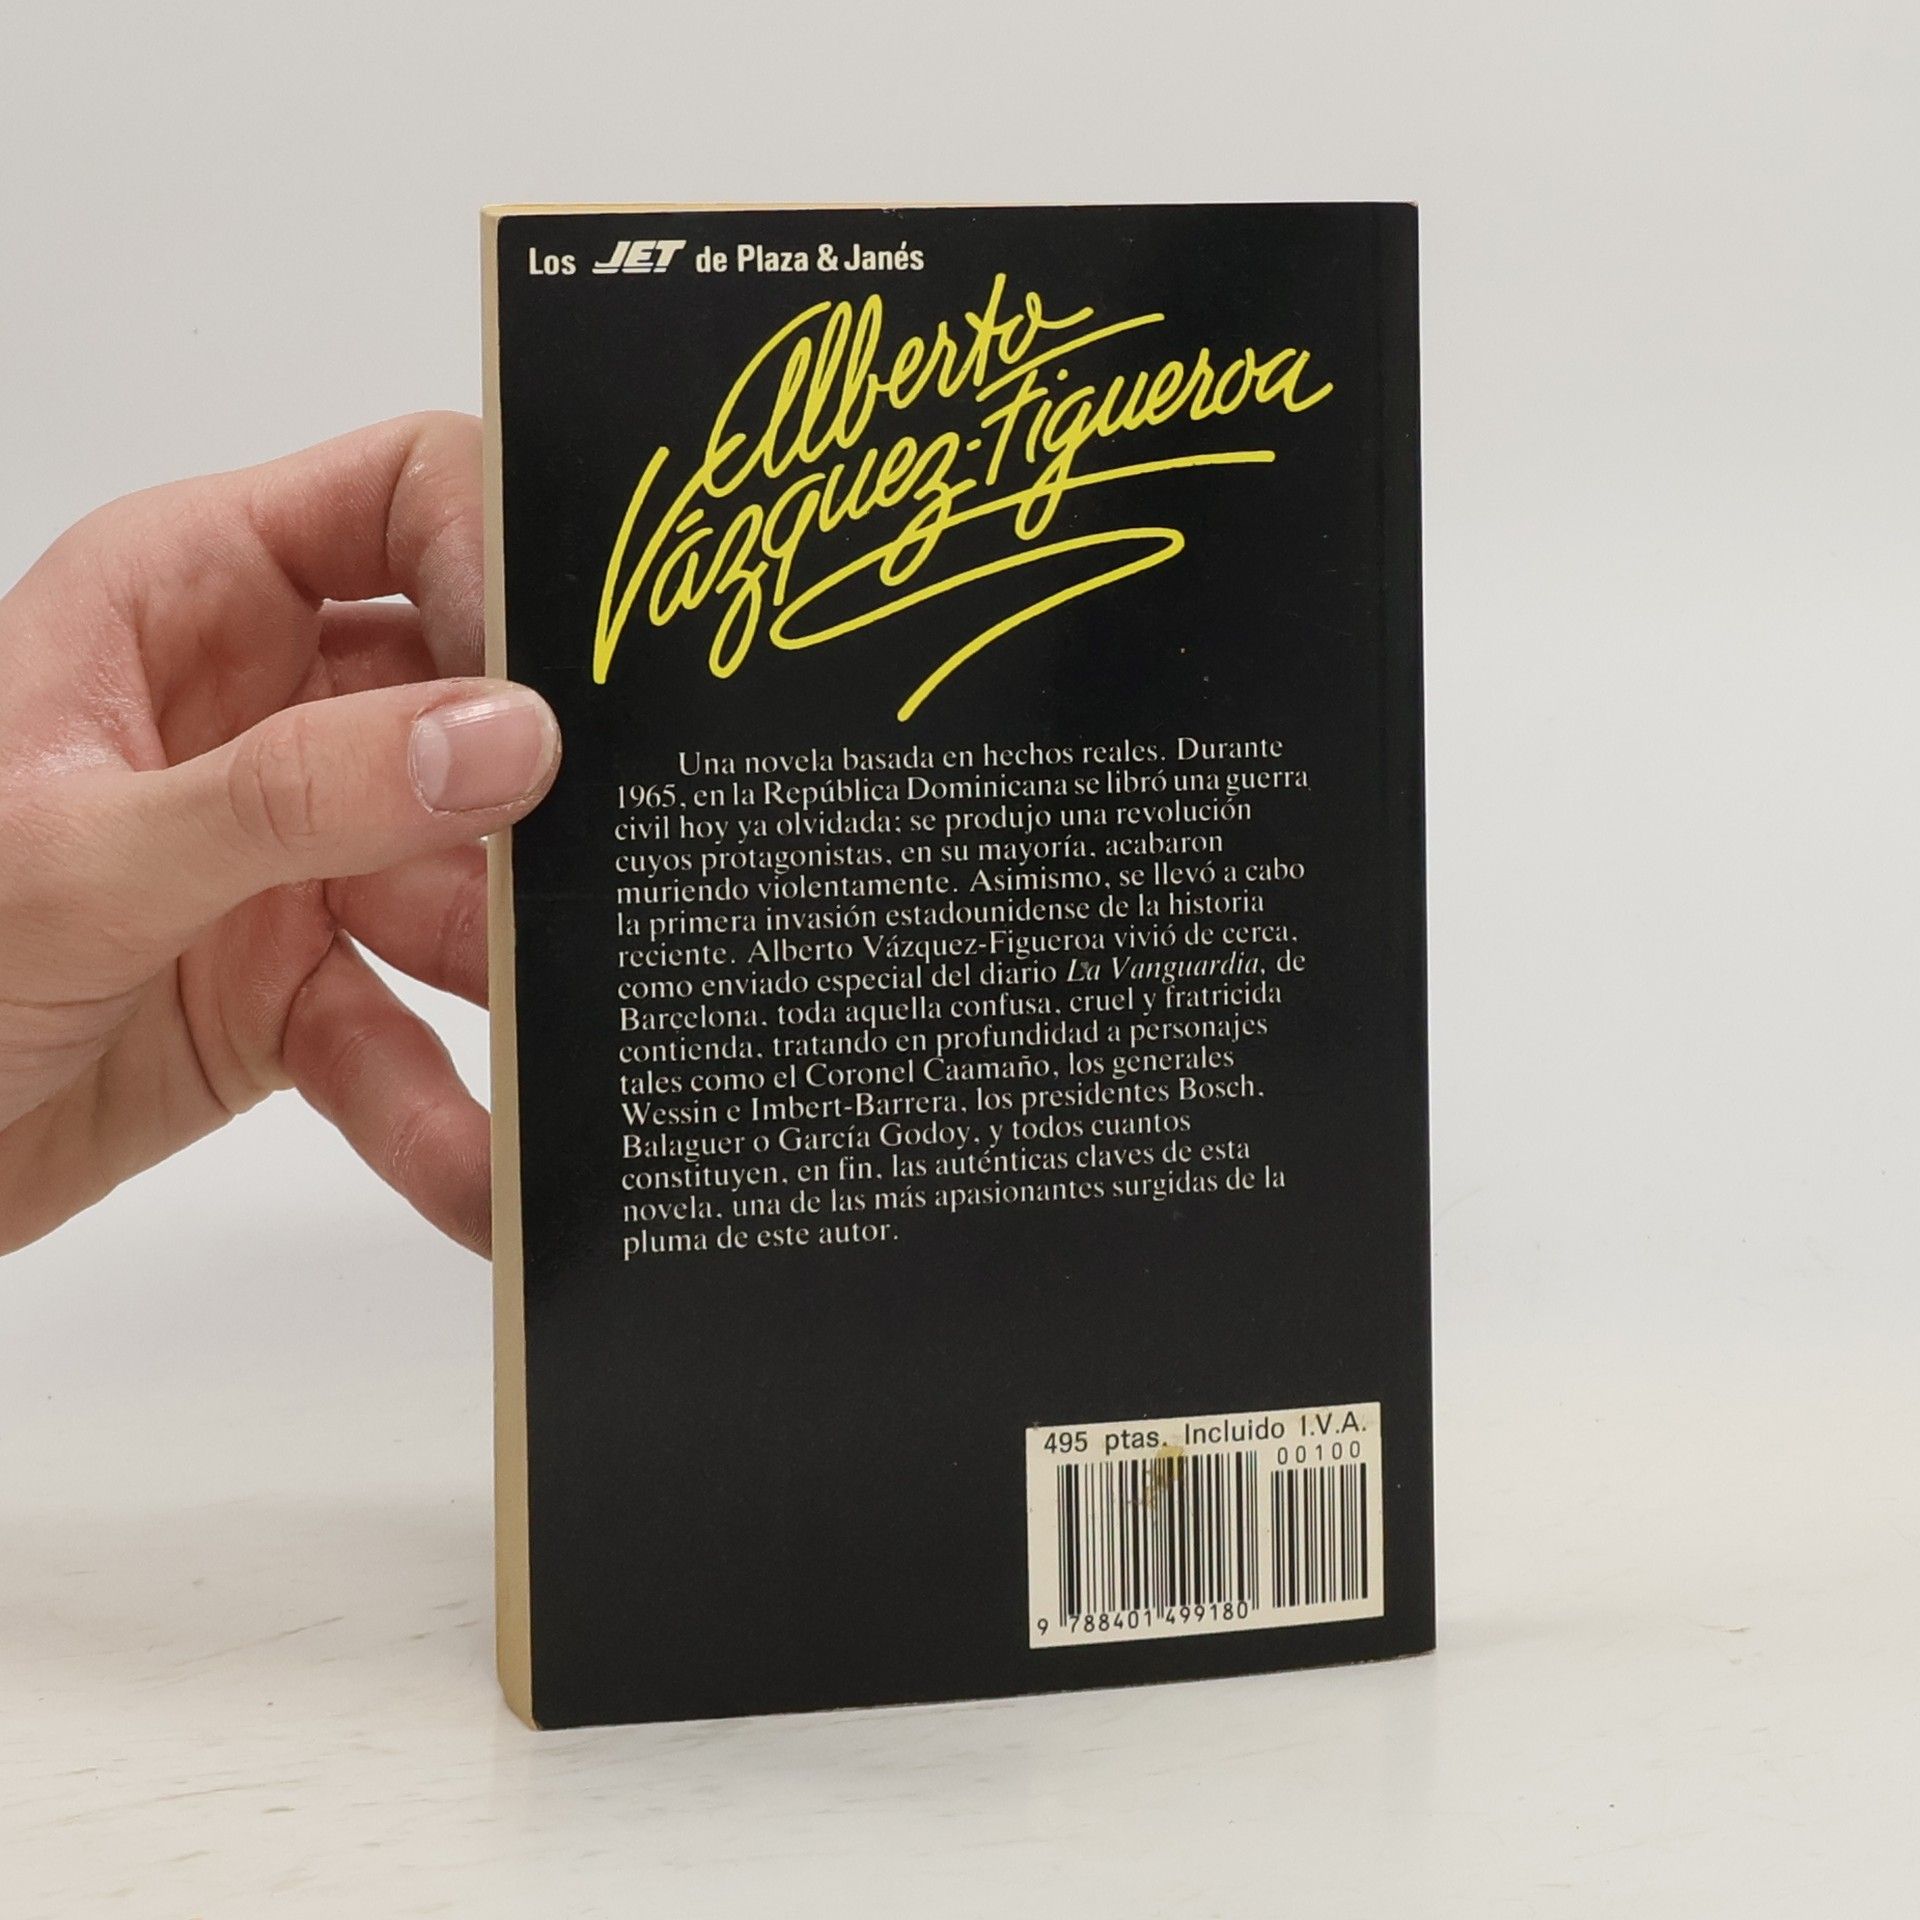 Los JET de Plaza & Janés
Alberto
Vázquez-Figueroa
Una novela basada en hechos reales. Durante
1965, en la República Dominicana se libró una guerra
civil hoy ya olvidada; se produjo una revolución
cuyos protagonistas, en su mayoría, acabaron
muriendo violentamente. Asimismo, se llevó a cabo
la primera invasión estadounidense de la historia
reciente. Alberto Vázquez-Figueroa vivió de cerca,
como enviado especial del diario La Vanguardia, de
Barcelona, toda aquella confusa, cruel y fratricida
contienda, tratando en profundidad a personajes
tales como el Coronel Caamaño, los generales
Wessin e Imbert-Barrera, los presidentes Bosch,
Balaguer o García Godoy, y todos cuantos
constituyen, en fin, las auténticas claves de esta
novela, una de las más apasionantes surgidas de la
pluma de este autor.
495 ptas. Incluido I.V.A.
00100
9 788401 499180